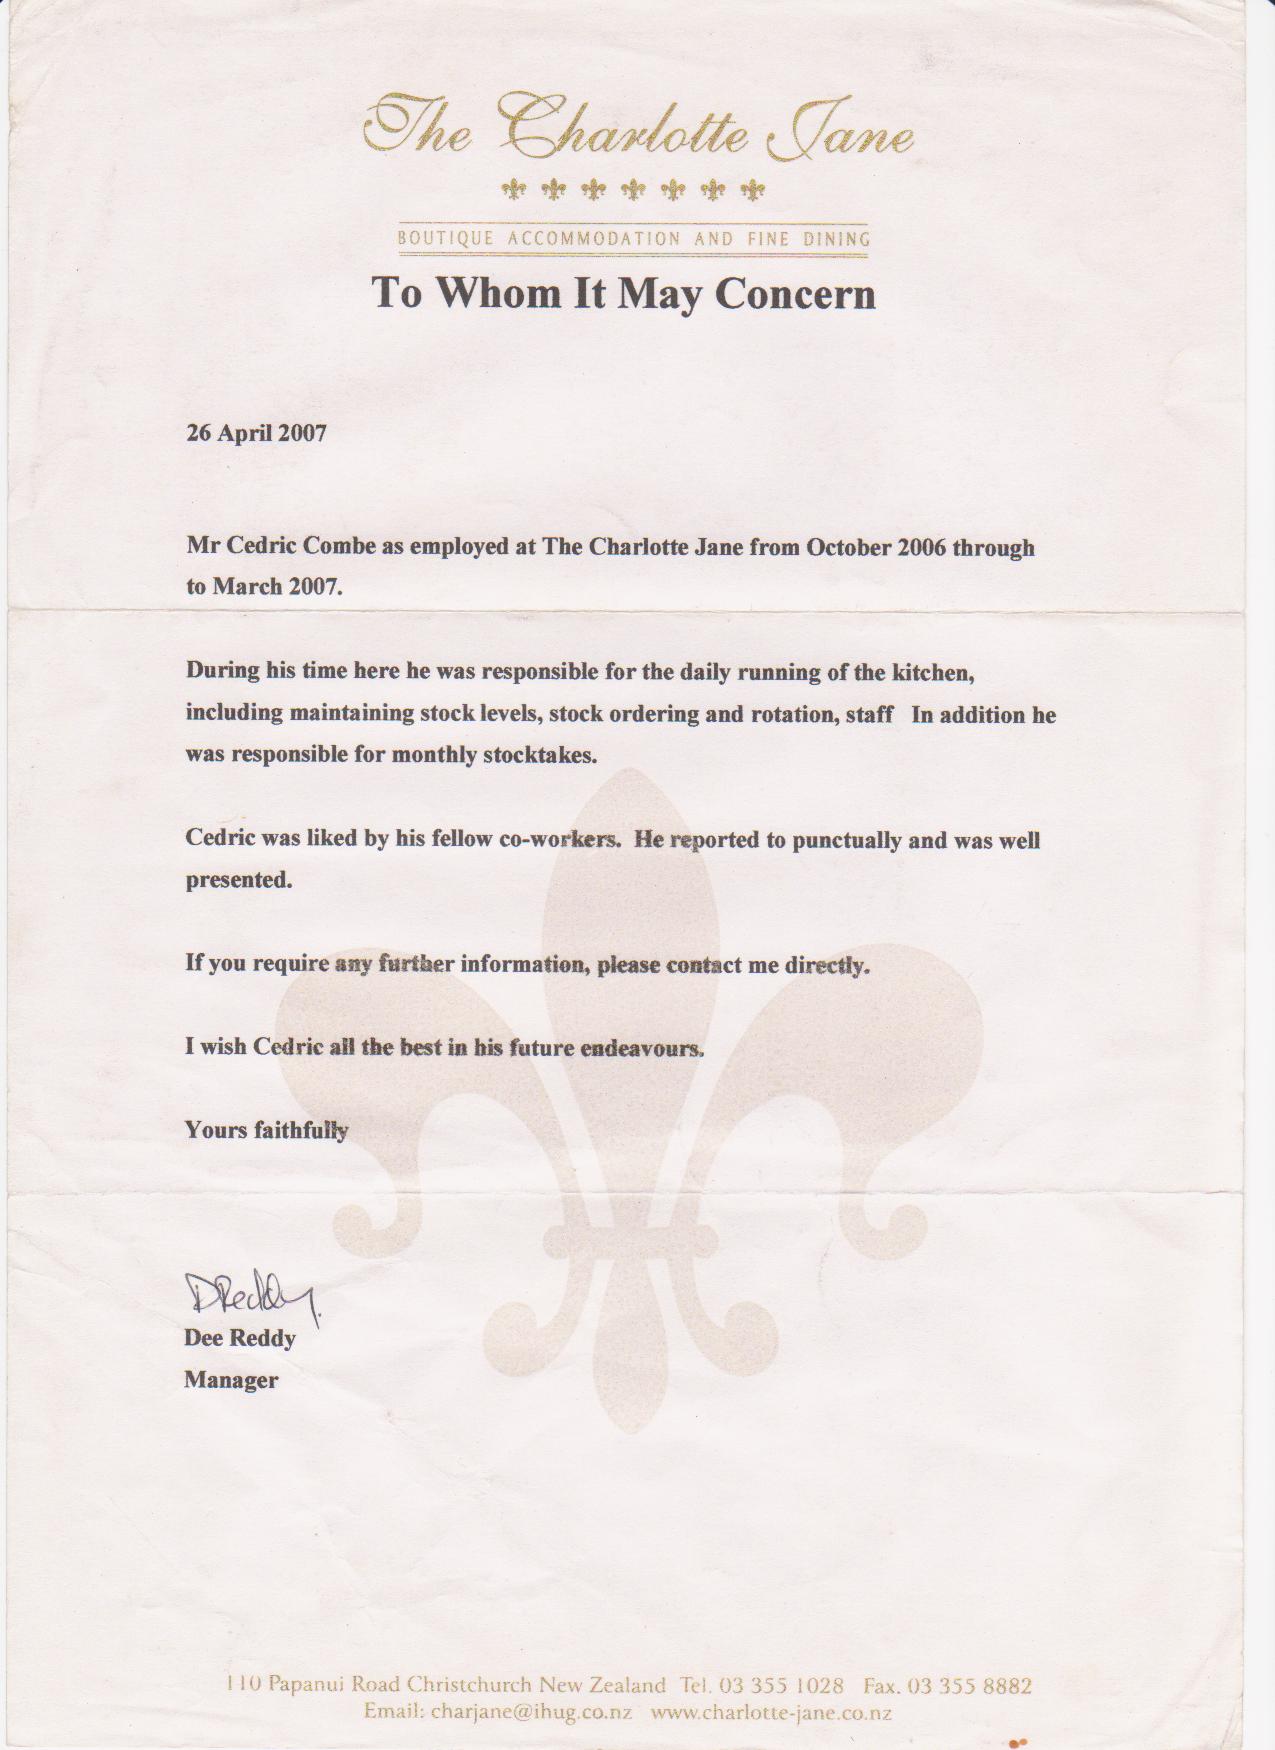 The Charlotte Jane
BOUTIQUE ACCOMMODATION AND FINE DINING
To Whom It May Concern
26 April 2007
Mr Cedric Combe as employed at The Charlotte Jane from October 2006 through
to March 2007.
During his time here he was responsible for the daily running of the kitchen,
including maintaining stock levels, stock ordering and rotation, staff   In addition he
was responsible for monthly stocktakes.
Cedric was liked by his fellow co-workers.  He reported to punctually and was well
presented.
If you require any further information, please contact me directly.
I wish Cedric all the best in his future endeavours.
Yours faithfully
DReddy.
Dee Reddy
Manager
110 Papanui Road Christchurch New Zealand  Tel. 03 355 1028   Fax. 03 355 8882
Email: charjane@ihug.co.nz   www.charlotte-jane.co.nz